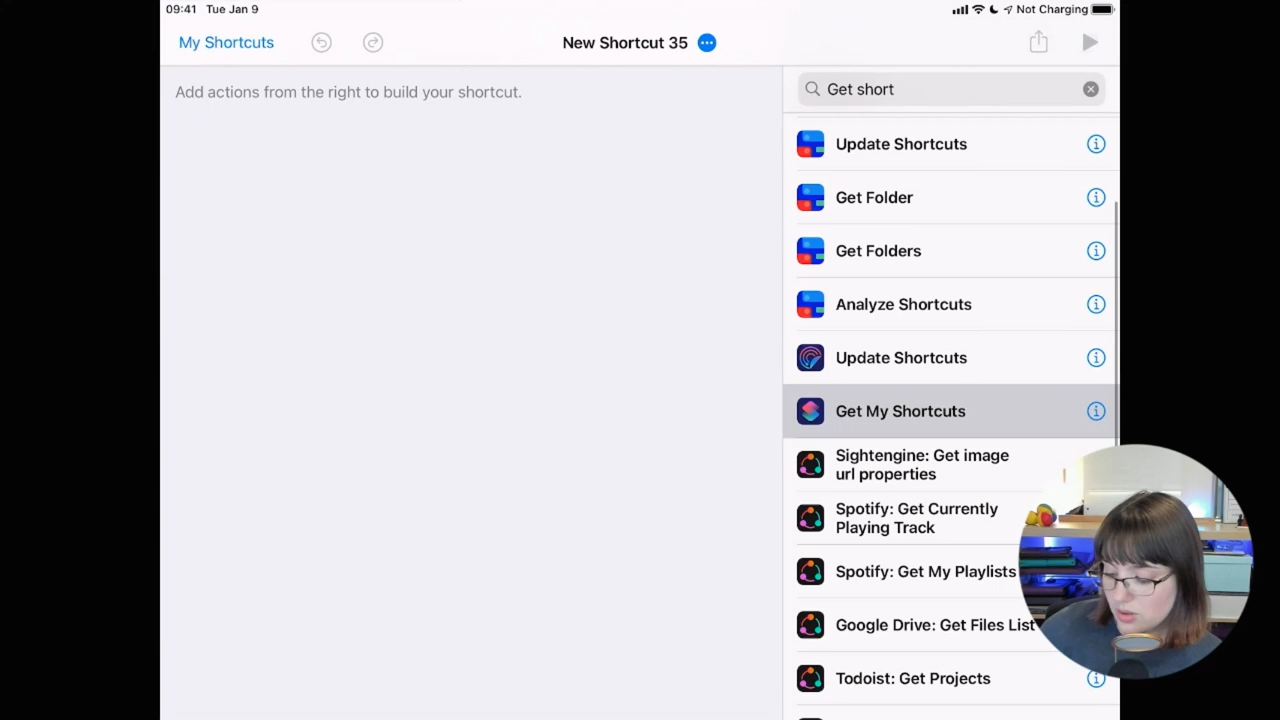 09:41 Tue Jan 9
Not Charging
My Shortcuts
New Shortcut 35
Add actions from the right to build your shortcut.
Get short
Update Shortcuts
Get Folder
Get Folders
Analyze Shortcuts
Update Shortcuts
Get My Shortcuts
Sightengine: Get image
url properties
Spotify: Get Currently
Playing Track
Spotify: Get My Playlists
Google Drive: Get Files List
Todoist: Get Projects